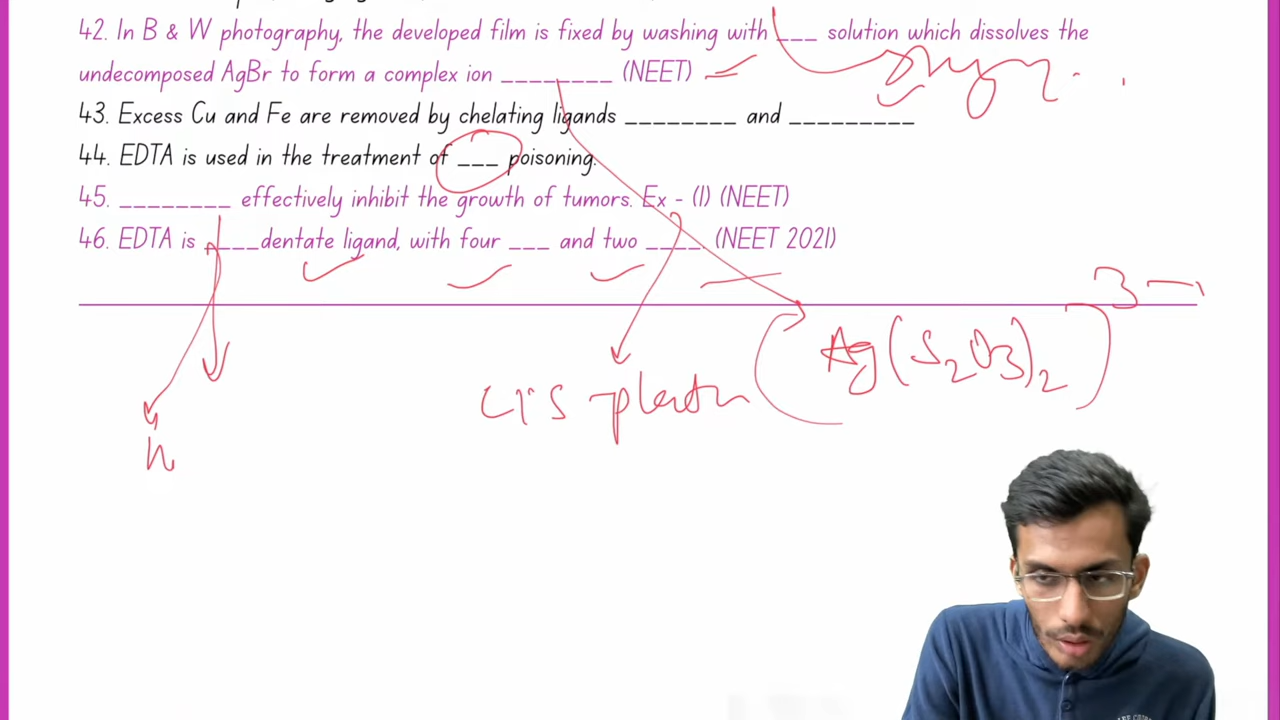 42. In B & W photography, the developed film is fixed by washing with ___ solution which dissolves the
undecomposed AgBr to form a complex ion ________ (NEET)
43. Excess Cu and Fe are removed by chelating ligands ________ and _________
44. EDTA is used in the treatment of ___ poisoning.
45. ________ effectively inhibit the growth of tumors. Ex - (1) (NEET)
46. EDTA is ____dentate ligand, with four ___ and two ____. (NEET 2021)
(Ag(S2O3)2)3-
cis platin